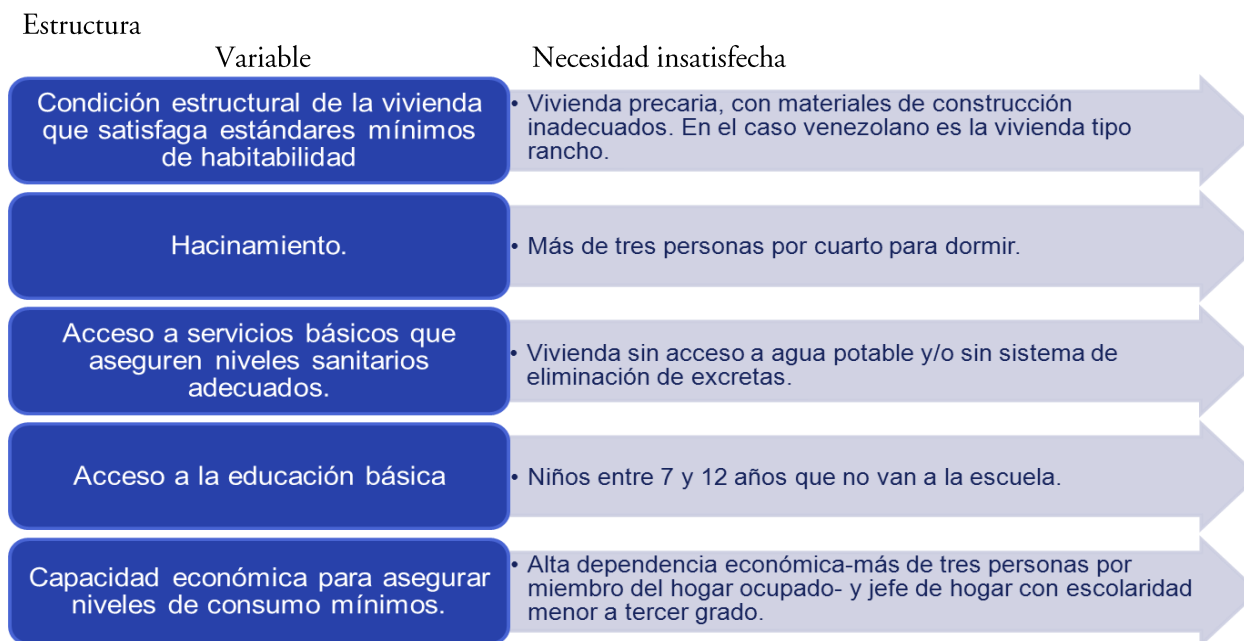 Estructura
Variable
Necesidad insatisfecha
Condición estructural de la vivienda
que satisfaga estándares mínimos
de habitabilidad
• Vivienda precaria, con materiales de construcción
inadecuados. En el caso venezolano es la vivienda tipo
rancho.
Hacinamiento.
• Más de tres personas por cuarto para dormir.
Acceso a servicios básicos que
aseguren niveles sanitarios
adecuados.
• Vivienda sin acceso a agua potable y/o sin sistema de
eliminación de excretas.
Acceso a la educación básica
• Niños entre 7 y 12 años que no van a la escuela.
Capacidad económica para asegurar
niveles de consumo mínimos.
• Alta dependencia económica-más de tres personas por
miembro del hogar ocupado- y jefe de hogar con escolaridad
menor a tercer grado.